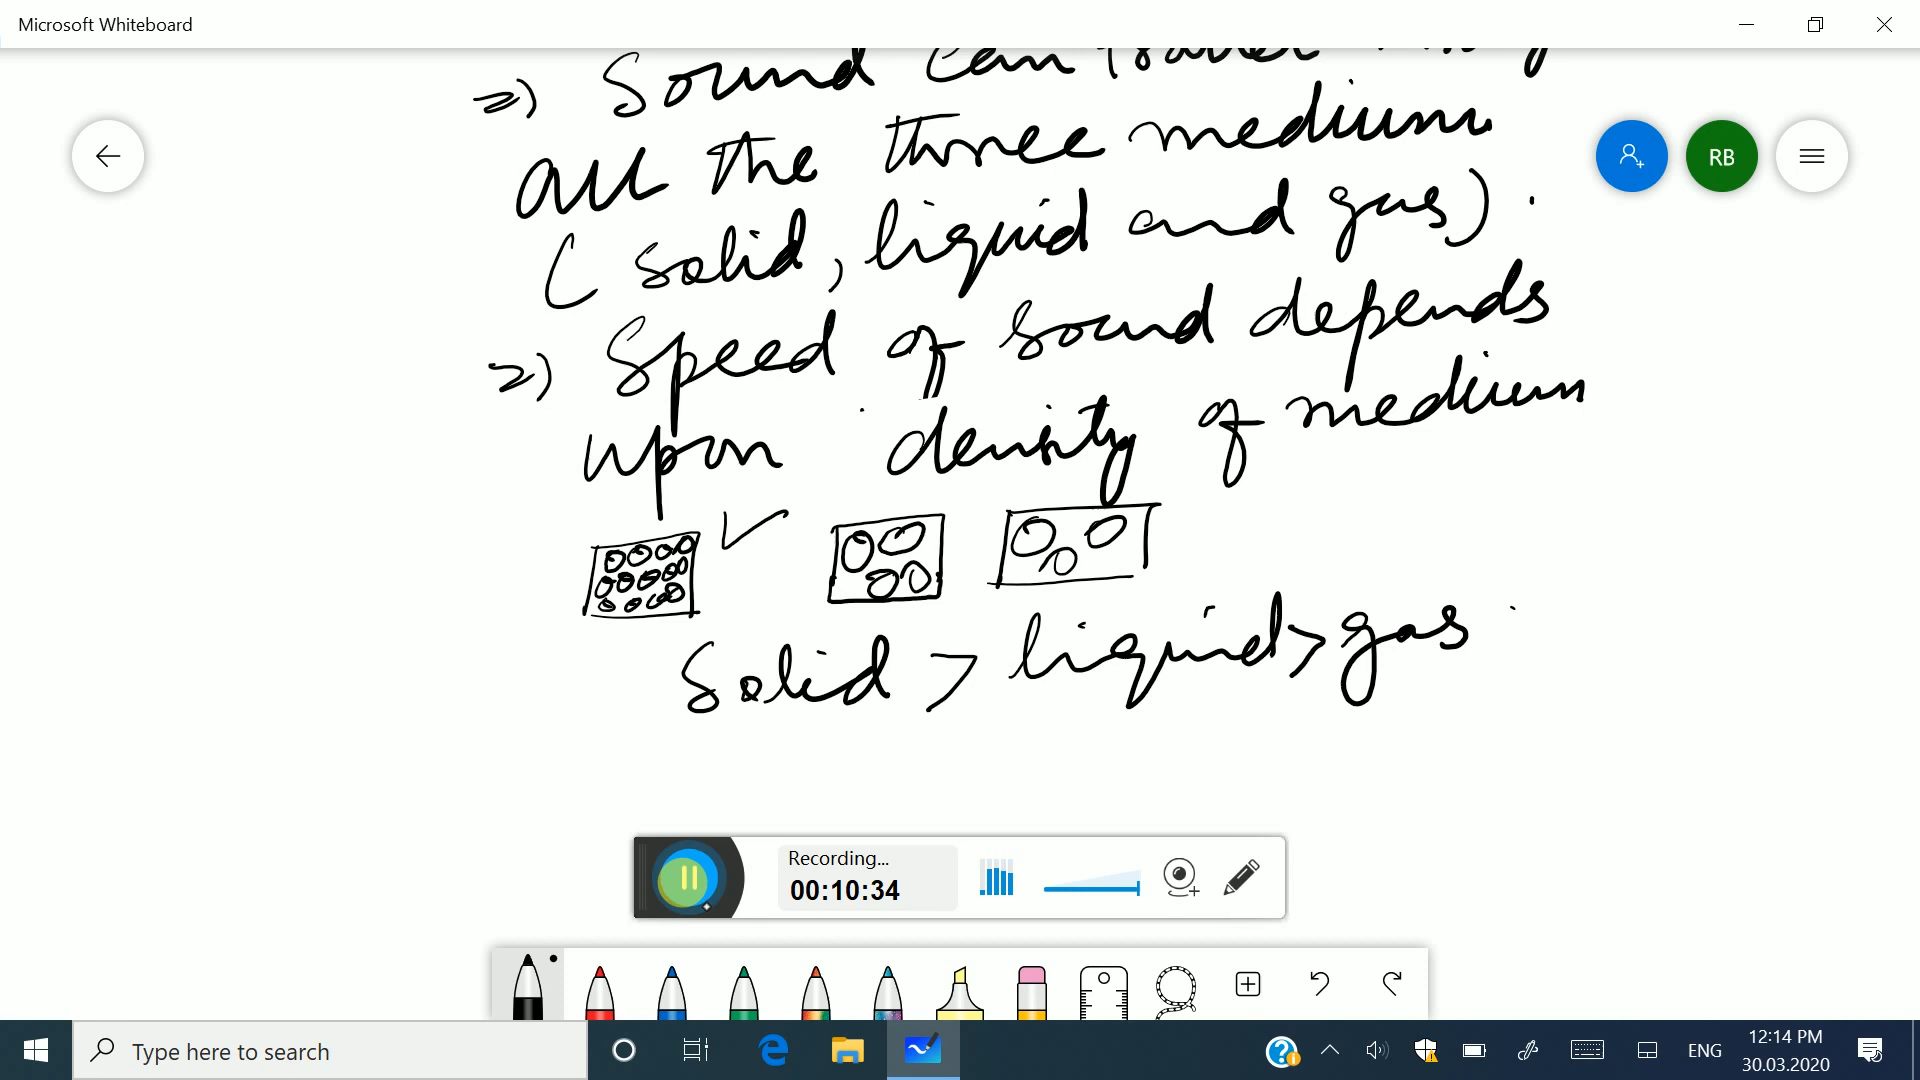 Microsoft Whiteboard
=) Sound can travel
all the three medium
(solid, liquid and gas).
RB
=) Speed of sound depends
upon density of medium
Solid > liquid > gas
Recording...
00:10:34
Type here to search
ENG
12:14 PM
30.03.2020